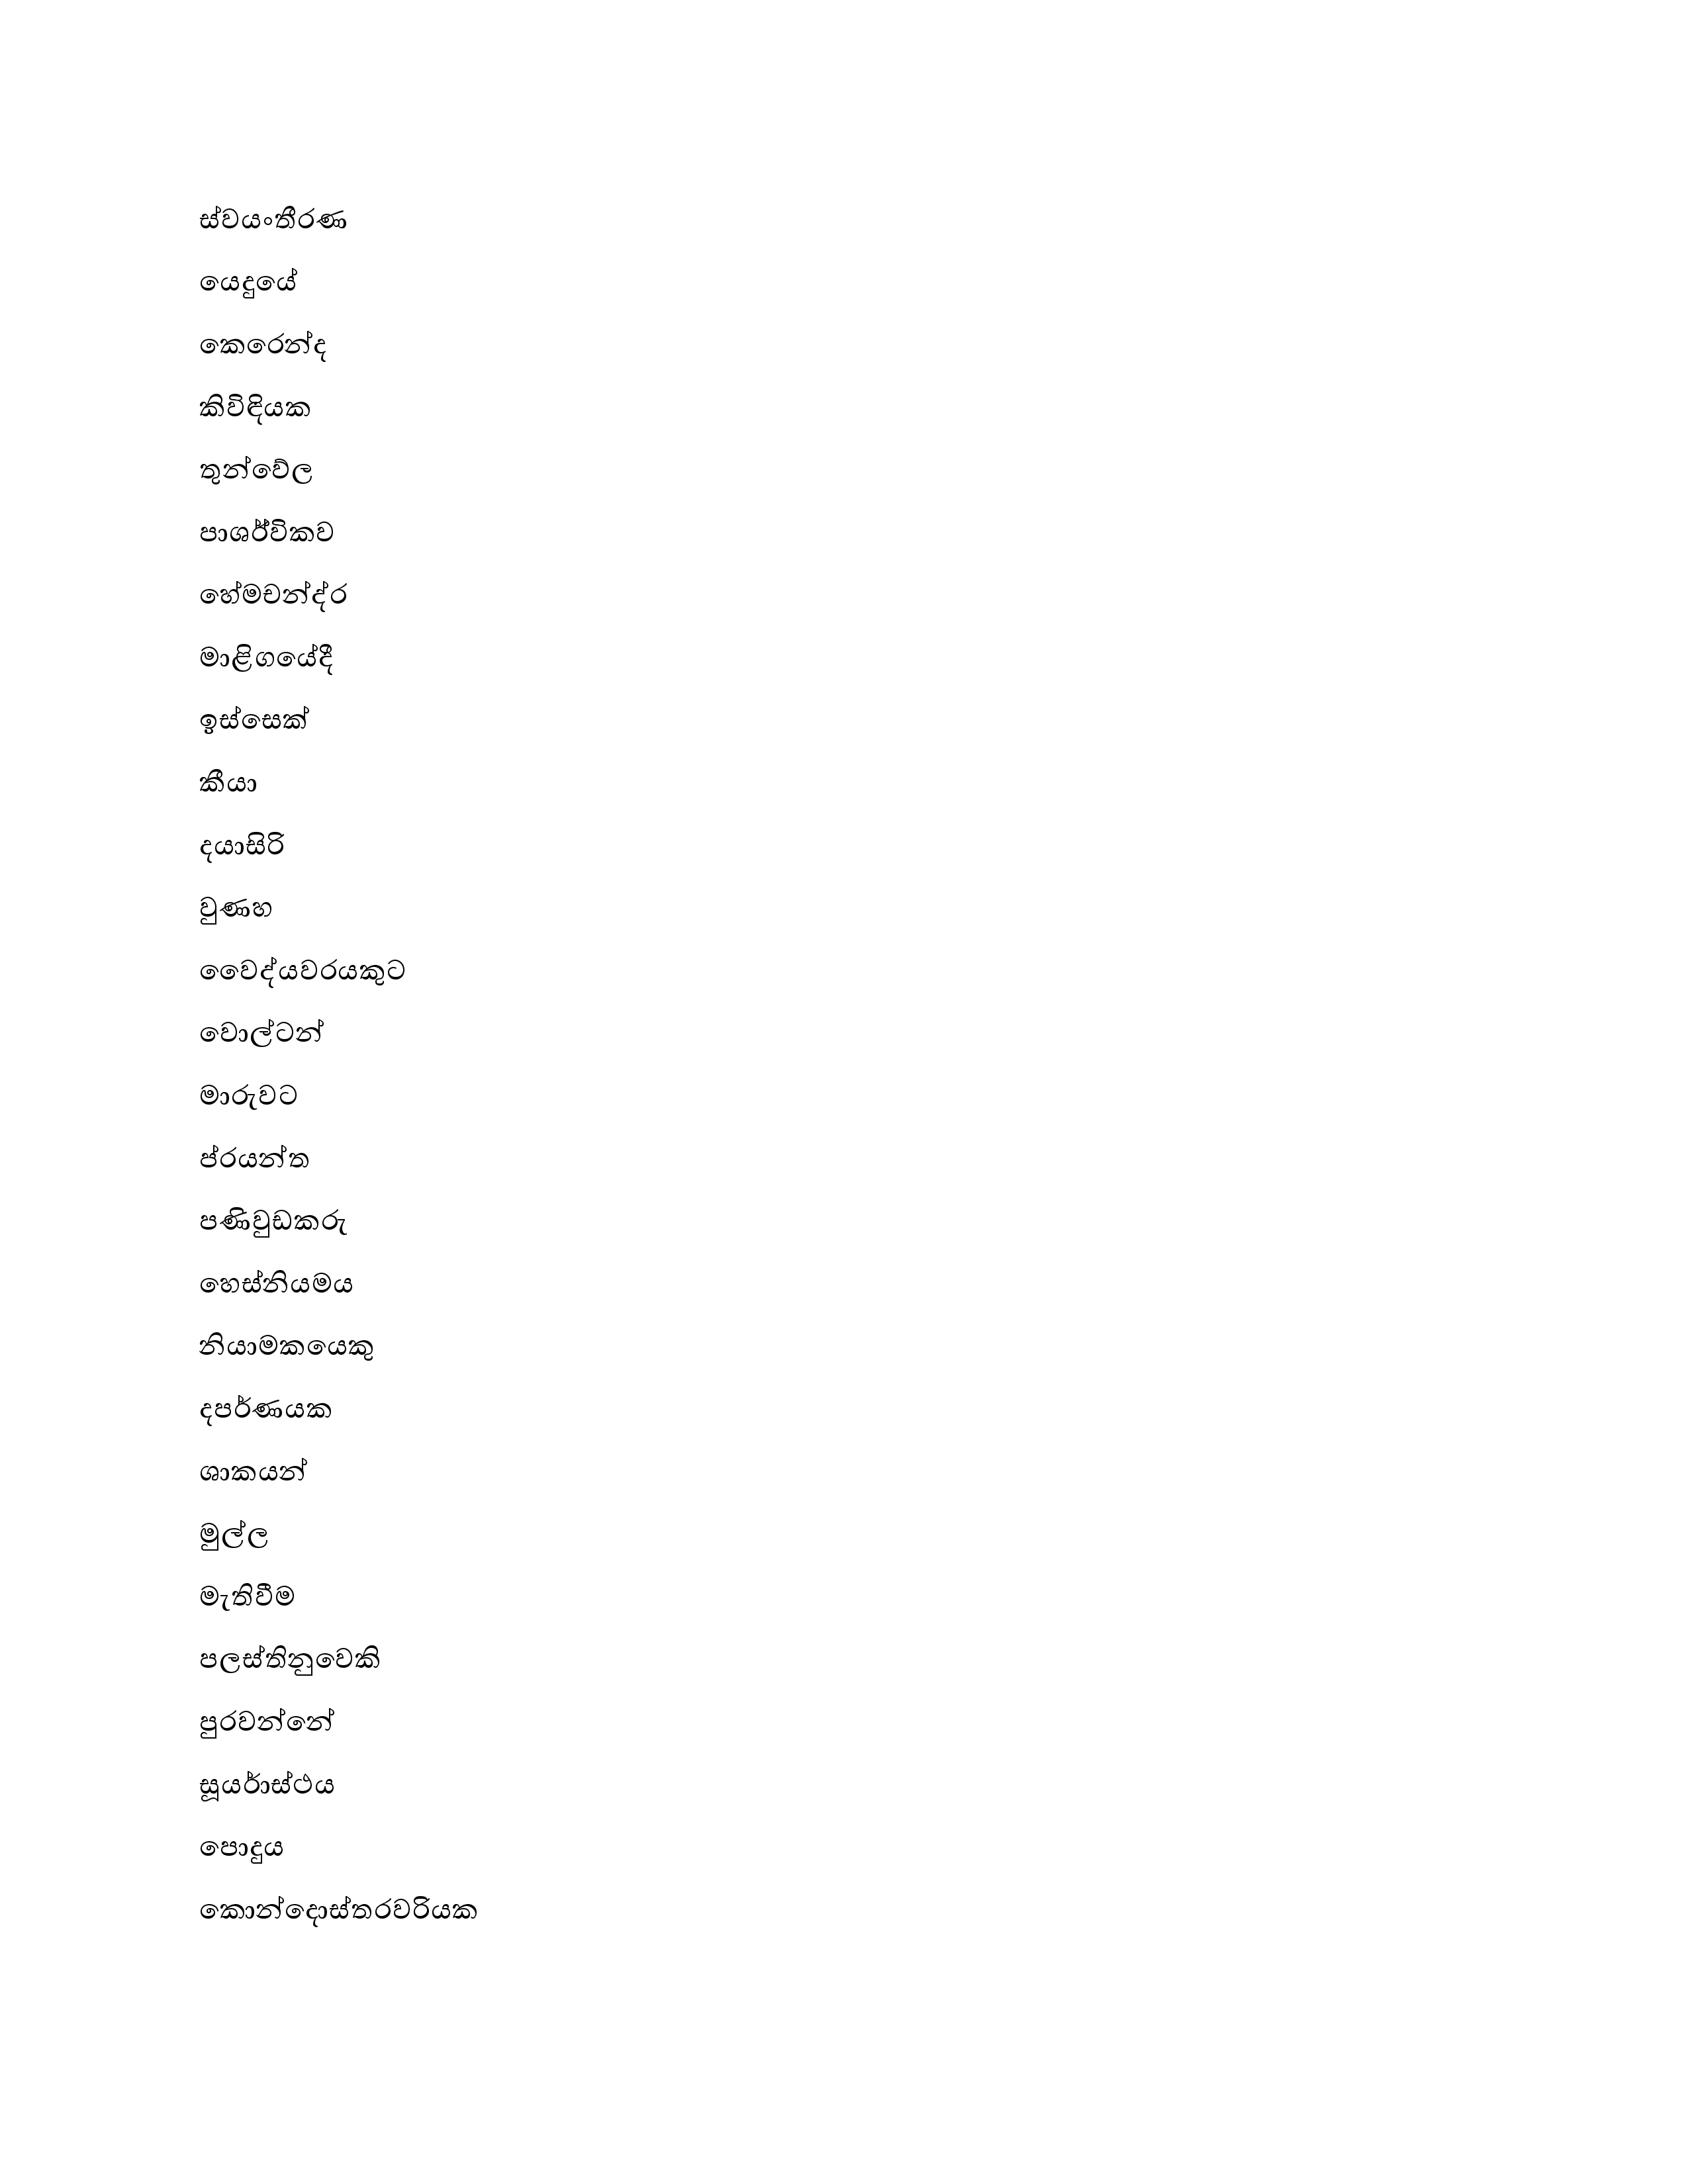 ස්වයංතීරණ
යෙදුයේ
කෙරෙන්ද
කිවිඳියක
තුන්වේල
පාශර්විකව
හේමචන්ද්ර
මාළිගයේදී
ඉස්සෙක්
කීයා
දයාසිරි
වුණහ
වෛද්යවරයකුට
වොල්ටන්
මාරුවට
ප්රයන්ත
පණිවුඩකරු
හෙස්නියමය
නියාමකයෙකු
දපර්ණයක
ශාකයන්
මුල්ල
මැතිවීම
පලස්තිනුවෙකි
පුරවන්නේ
සූයර්ාස්ථය
පොදුය
කොන්දොස්තරවරියක